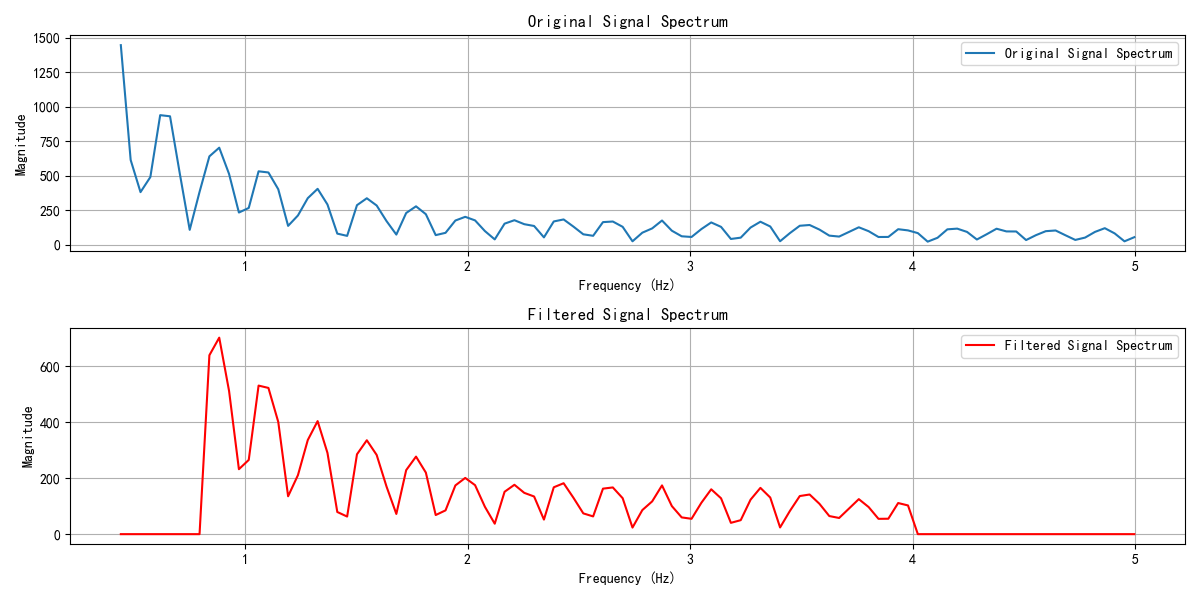 Original Signal Spectrum
1500
1250
1000
750
500
250
0
Magnitude
Original Signal Spectrum
1 2 3 4 5
Frequency (Hz)
Filtered Signal Spectrum
600
400
200
0
Magnitude
Filtered Signal Spectrum
1 2 3 4 5
Frequency (Hz)